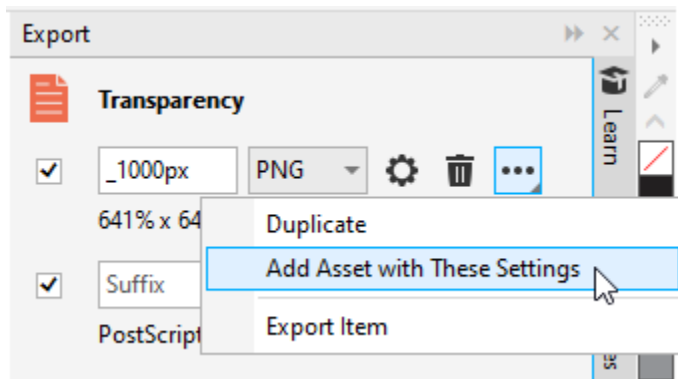 Export
Transparency
Learn
_1000px PNG
641% x 64
Duplicate
Add Asset with These Settings
Suffix
Export Item
PostScript